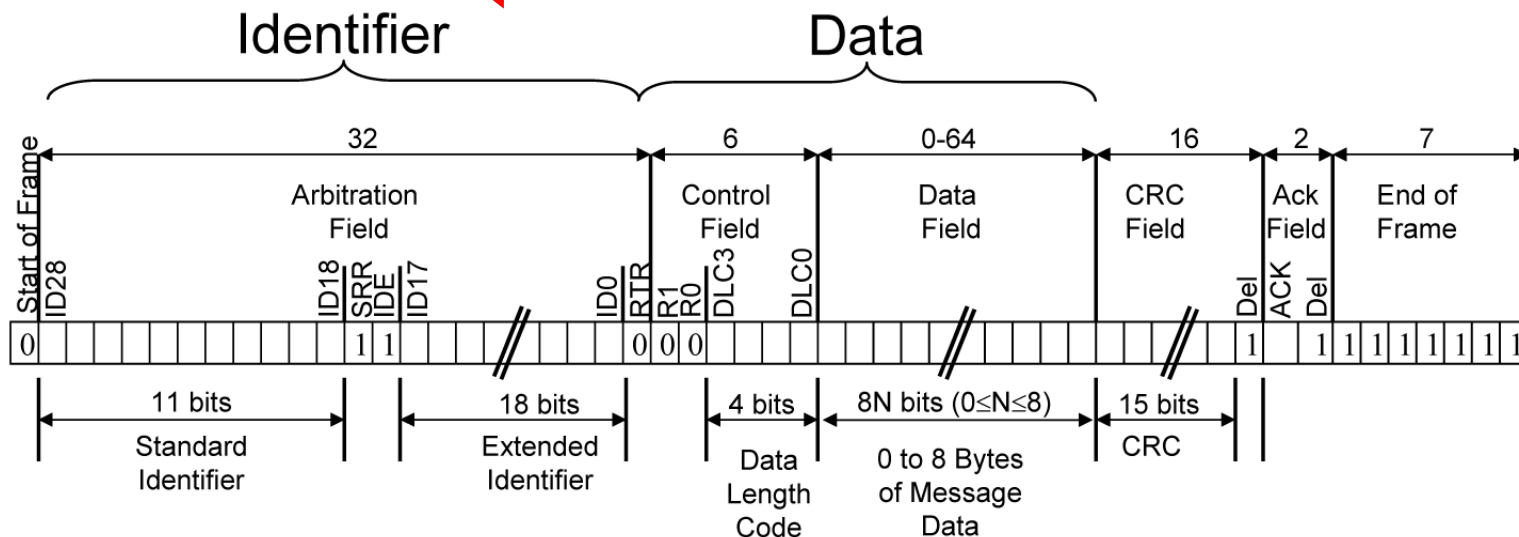 Identifier
Data
32
6
0-64
16
2
7
Start of Frame
Arbitration
Field
Control
Field
Data
Field
CRC
Field
Ack
Field
End of
Frame
ID28
ID18
SRR
IDE
ID17
ID0
RTR
R1
R0
DLC3
DLC0
Del
ACK
Del
0 1 1 0 0 0 1 1 1 1 1 1 1 1 1
11 bits
18 bits
4 bits
8N bits (0≤N≤8)
15 bits
Standard
Identifier
Extended
Identifier
Data
Length
Code
0 to 8 Bytes
of Message
Data
CRC